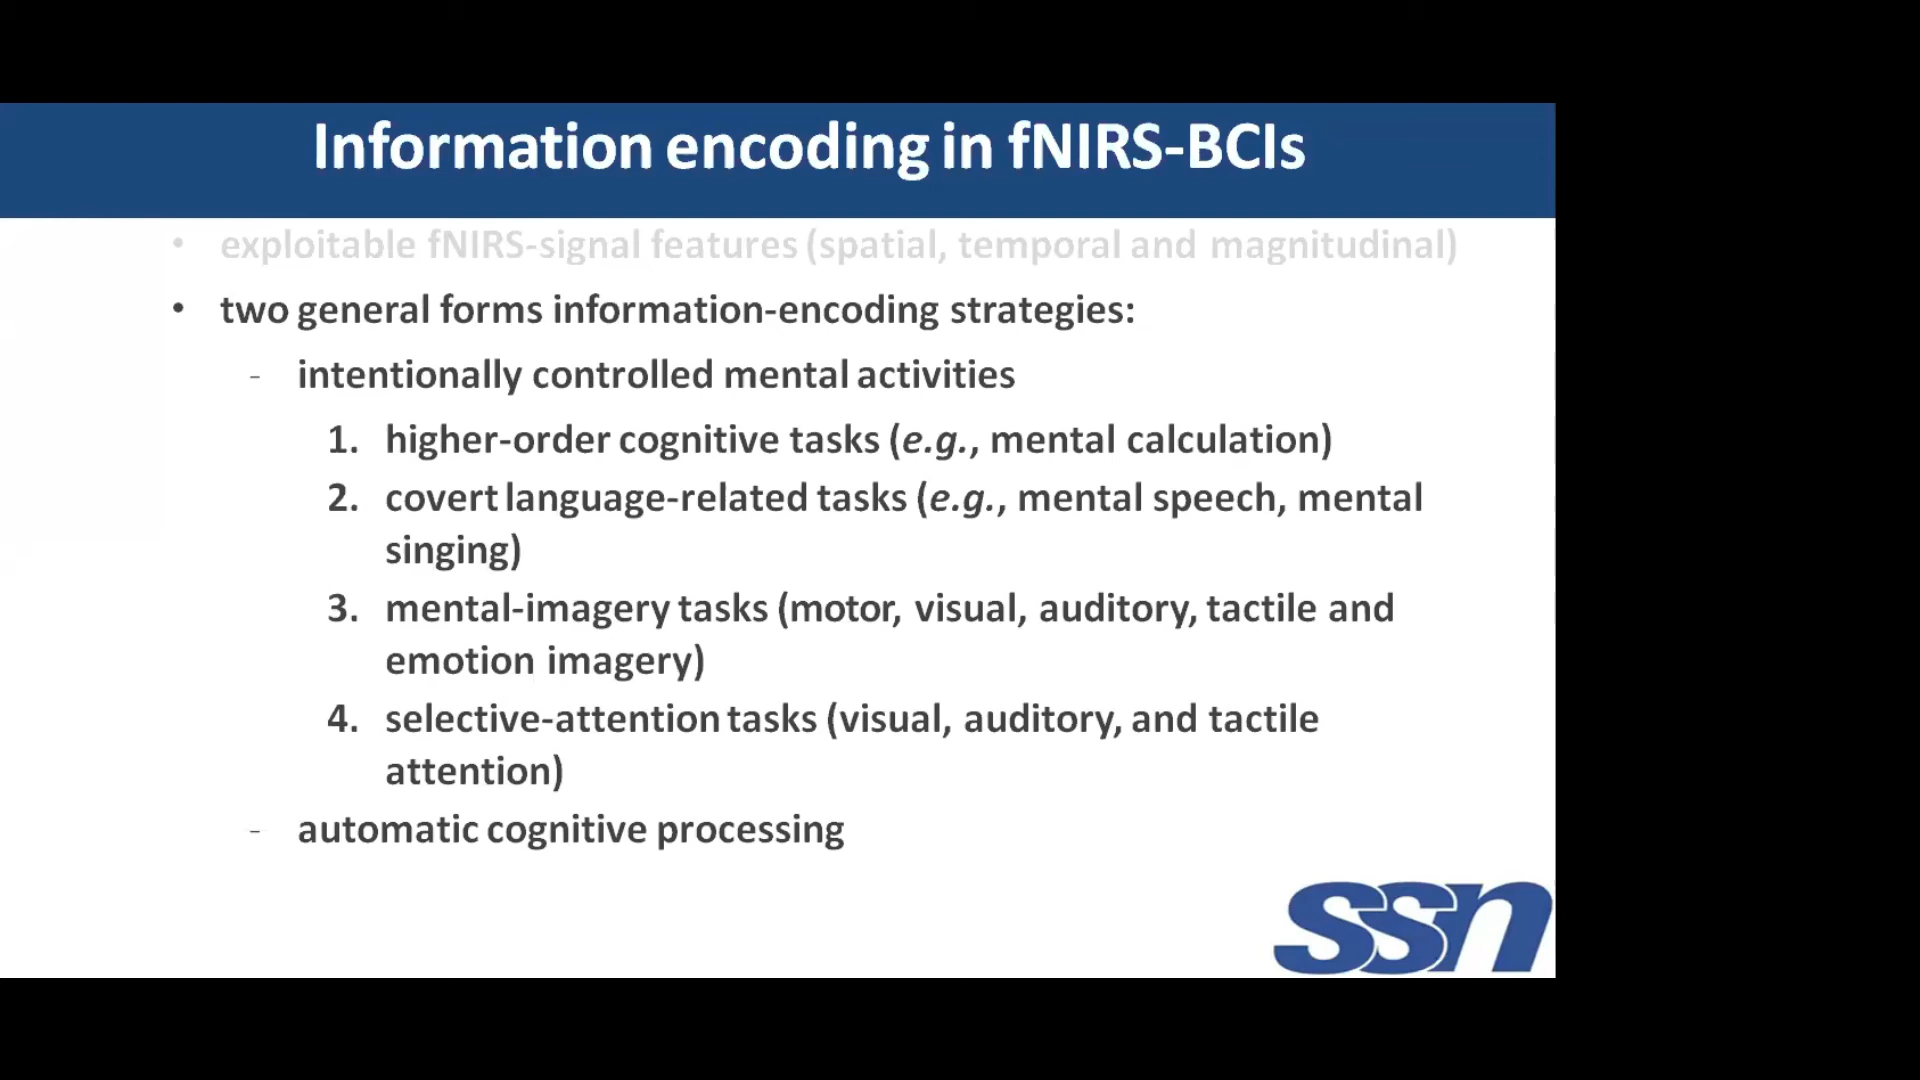 Information encoding in fNIRS-BCIs
• exploitable fNIRS-signal features (spatial, temporal and magnitudinal)
• two general forms information-encoding strategies:
- intentionally controlled mental activities
1. higher-order cognitive tasks (e.g., mental calculation)
2. covert language-related tasks (e.g., mental speech, mental
singing)
3. mental-imagery tasks (motor, visual, auditory, tactile and
emotion imagery)
4. selective-attention tasks (visual, auditory, and tactile
attention)
- automatic cognitive processing
ssn